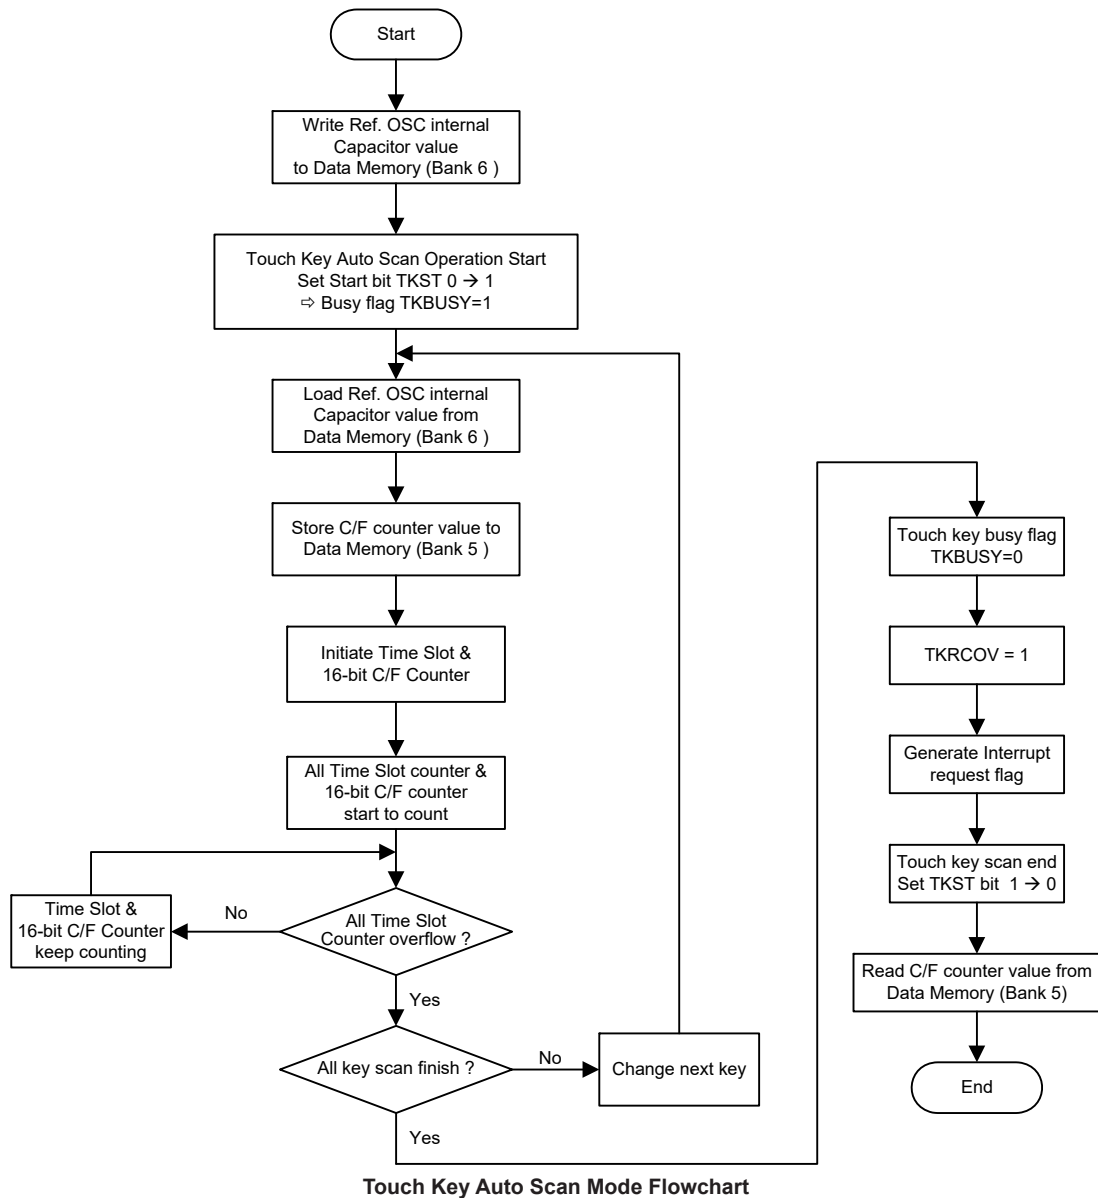 Start
Write Ref. OSC internal
Capacitor value
to Data Memory (Bank 6 )
Touch Key Auto Scan Operation Start
Set Start bit TKST 0 → 1
⇨ Busy flag TKBUSY=1
Load Ref. OSC internal
Capacitor value from
Data Memory (Bank 6 )
Store C/F counter value to
Data Memory (Bank 5 )
Initiate Time Slot &
16-bit C/F Counter
All Time Slot counter &
16-bit C/F counter
start to count
Time Slot &
16-bit C/F Counter
keep counting
No
All Time Slot
Counter overflow ?
Yes
All key scan finish ?
No
Change next key
Yes
Touch key busy flag
TKBUSY=0
TKRCOV = 1
Generate Interrupt
request flag
Touch key scan end
Set TKST bit 1 → 0
Read C/F counter value from
Data Memory (Bank 5)
End
Touch Key Auto Scan Mode Flowchart